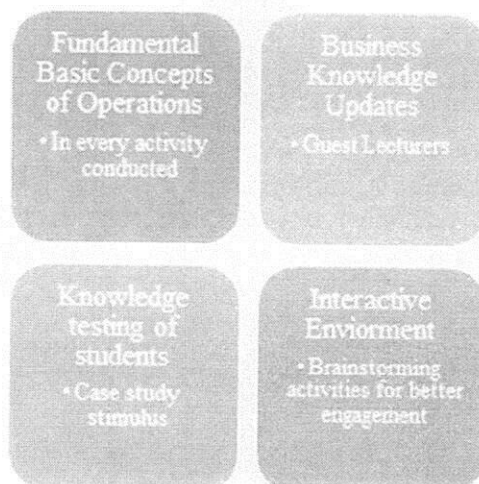 Fundamental
Basic Concepts
of Operations
• In every activity
conducted
Business
Knowledge
Updates
• Guest Lecturers
Knowledge
testing of
students
• Case study
stimulus
Interactive
Enviorment
• Brainstorming
activities for better
engagement